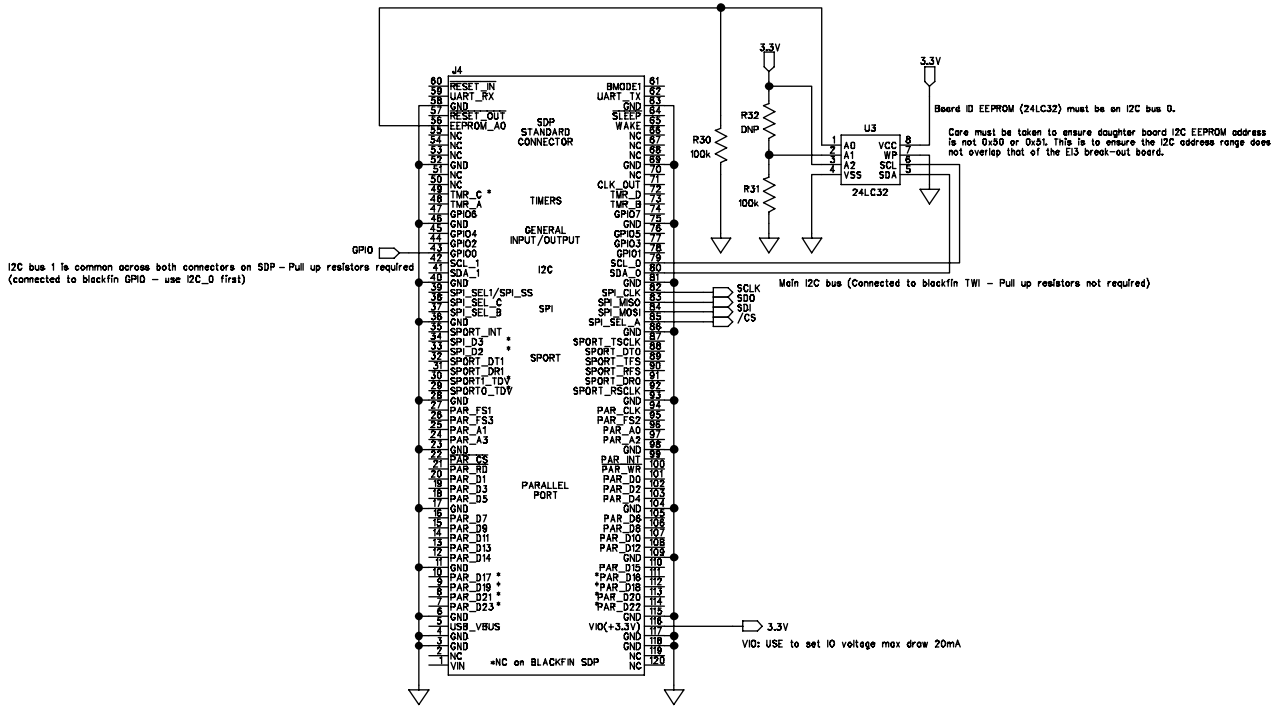 J4
60 RESET_IN BMODE1 61
59 UART_RX UART_TX 62
58 GND GND 63
57 RESET_OUT SLEEP 64
56 EEPROM_A0 WAKE 65
55 NC NC 66
54 NC NC 67
53 NC NC 68
52 GND GND 69
51 NC NC 70
50 NC CLK_OUT 71
49 TMR_C * TMR_D 72
48 TMR_A TMR_B 73
47 GPIO6 GPIO7 74
46 GND GND 75
45 GPIO4 GPIO5 76
44 GPIO2 GPIO3 77
43 GPIO0 GPIO1 78
42 SCL_1 SCL_0 79
41 SDA_1 SDA_0 80
40 GND GND 81
39 SPI_SEL1/SPI_SS SPI_CLK 82
38 SPI_SEL_C SPI_MISO 83
37 SPI_SEL_B SPI_MOSI 84
36 GND SPI_SEL_A 85
35 SPORT_INT GND 86
34 SPI_D3 * SPORT_TSCLK 87
33 SPI_D2 * SPORT_DT0 88
32 SPORT_DT1 SPORT_TFS 89
31 SPORT_DR1 SPORT_RFS 90
30 SPORT1_TDV * SPORT_DR0 91
29 SPORT0_TDV * SPORT_RSCLK 92
28 GND GND 93
27 PAR_FS1 PAR_CLK 94
26 PAR_FS3 PAR_FS2 95
25 PAR_A1 PAR_A0 96
24 PAR_A3 PAR_A2 97
23 GND GND 98
22 PAR_CS PAR_INT 99
21 PAR_RD PAR_WR 100
20 PAR_D1 PAR_D0 101
19 PAR_D3 PAR_D2 102
18 PAR_D5 PAR_D4 103
17 GND GND 104
16 PAR_D7 PAR_D6 105
15 PAR_D9 PAR_D8 106
14 PAR_D11 PAR_D10 107
13 PAR_D13 PAR_D12 108
12 PAR_D14 GND 109
11 GND PAR_D15 110
10 PAR_D17 * *PAR_D16 111
9 PAR_D19 * *PAR_D18 112
8 PAR_D21 * *PAR_D20 113
7 PAR_D23 * *PAR_D22 114
6 GND GND 115
5 USB_VBUS VIO(+3.3V) 116
4 GND GND 117
3 GND GND 118
2 NC NC 119
1 VIN NC 120
*NC on BLACKFIN SDP
SDP
STANDARD
CONNECTOR
TIMERS
GENERAL
INPUT/OUTPUT
I2C
SPI
SPORT
PARALLEL
PORT
GPIO
I2C bus 1 is common across both connectors on SDP - Pull up resistors required
(connected to blackfin GPIO - use I2C_0 first)
R30
100k
3.3V
R32
DNP
R31
100k
U3
1 A0 VCC 8
2 A1 WP 7
3 A2 SCL 6
4 VSS SDA 5
24LC32
3.3V
Board ID EEPROM (24LC32) must be on I2C bus 0.
Care must be taken to ensure daughter board I2C EEPROM address
is not 0x50 or 0x51. This is to ensure the I2C address range does
not overlap that of the EI3 break-out board.
Main I2C bus (Connected to blackfin TWI - Pull up resistors not required)
SCLK
SDO
SDI
/CS
3.3V
VIO: USE to set IO voltage max draw 20mA